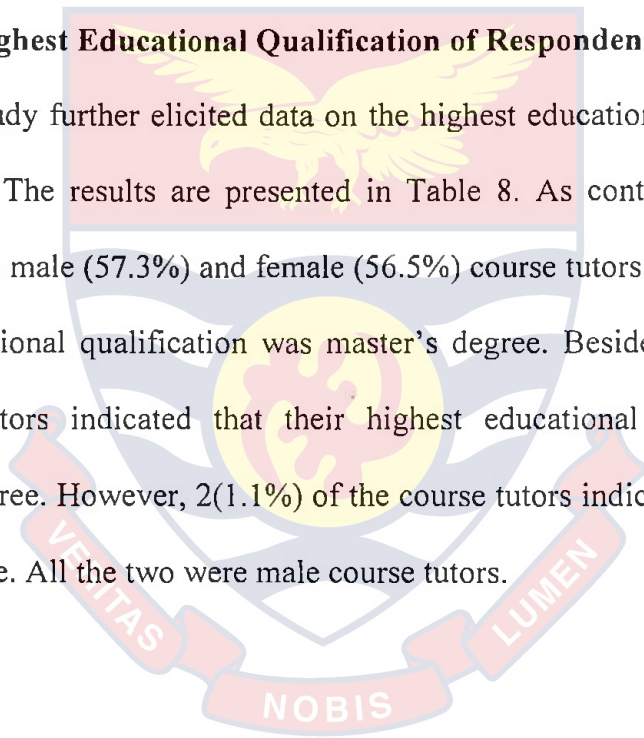 ghest Educational Qualification of Responden
udy further elicited data on the highest education
The results are presented in Table 8. As cont
male (57.3%) and female (56.5%) course tutors
ional qualification was master's degree. Beside
tors indicated that their highest educational
ree. However, 2(1.1%) of the course tutors indic
e. All the two were male course tutors.
VERITAS
NOBIS
LUMEN